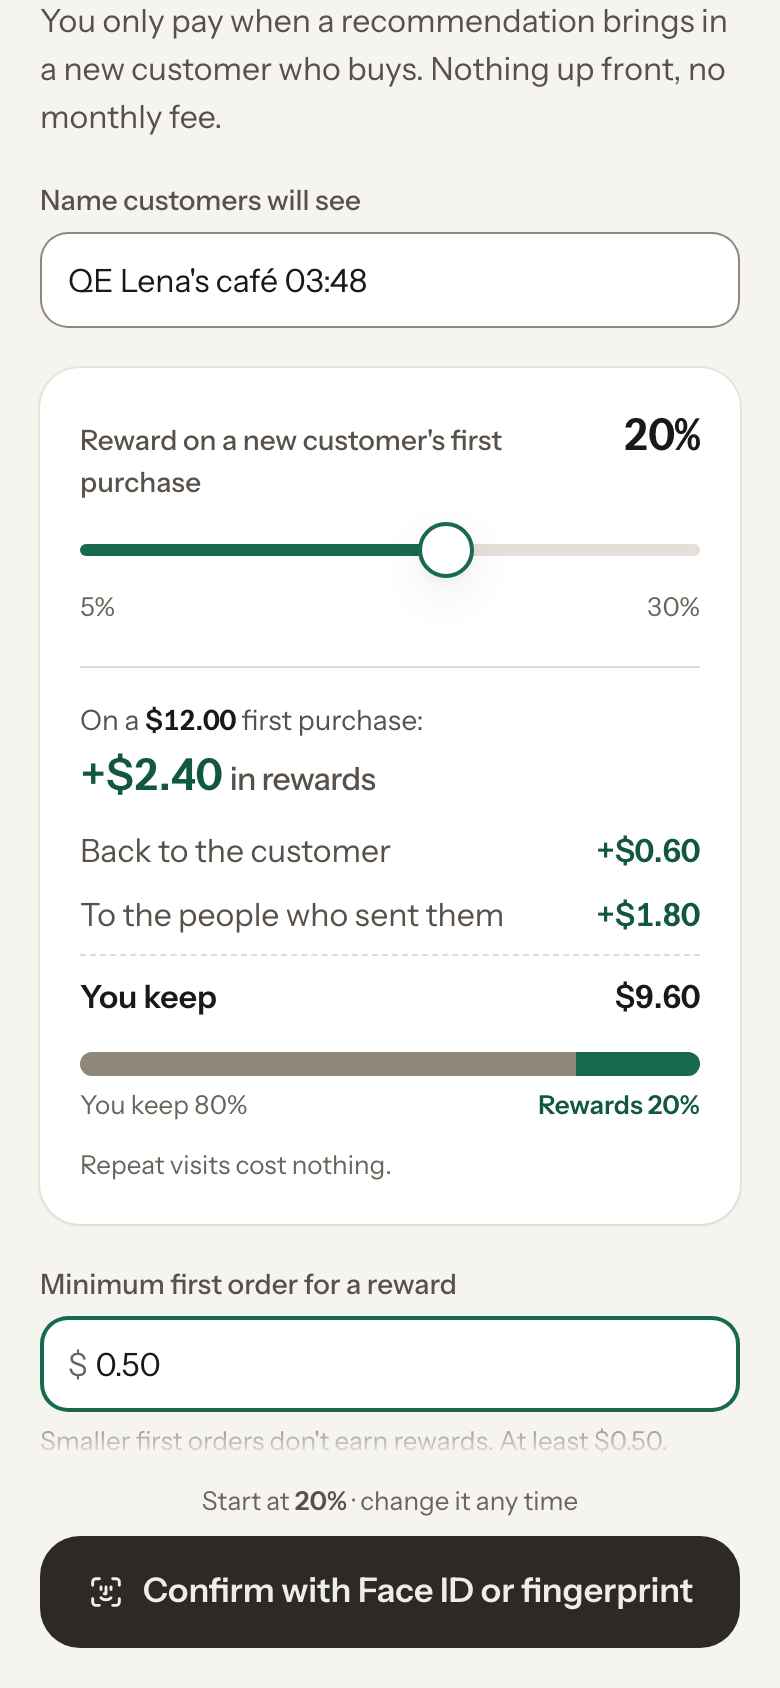 You only pay when a recommendation brings in
a new customer who buys. Nothing up front, no
monthly fee.
Name customers will see
QE Lena's café 03:48
Reward on a new customer's first
purchase
20%
5%
30%
On a $12.00 first purchase:
+$2.40 in rewards
Back to the customer +$0.60
To the people who sent them +$1.80
You keep $9.60
You keep 80% Rewards 20%
Repeat visits cost nothing.
Minimum first order for a reward
$ 0.50
Smaller first orders don't earn rewards. At least $0.50.
Start at 20% · change it any time
Confirm with Face ID or fingerprint